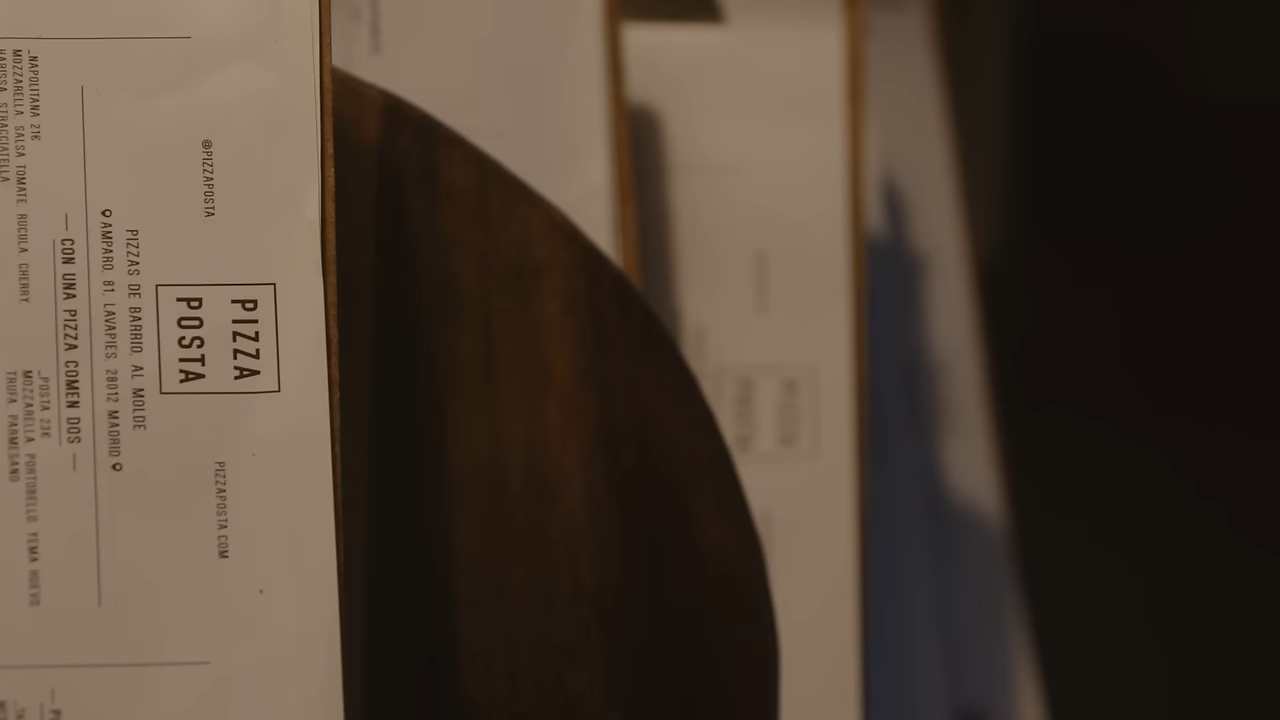 @PIZZAPOSTA
PIZZA
POSTA
PIZZAPOSTA.COM
PIZZAS DE BARRIO, AL MOLDE
AMPARO, 81. LAVAPIES, 28012 MADRID
— CON UNA PIZZA COMEN DOS —
_NAPOLITANA 21€
MOZZARELLA, SALSA TOMATE, RUCULA, CHERRY,
HARISSA, STRACCIATELLA
_POSTA 23€
MOZZARELLA, PORTOBELLO, YEMA HUEVO
TRUFA, PARMESANO